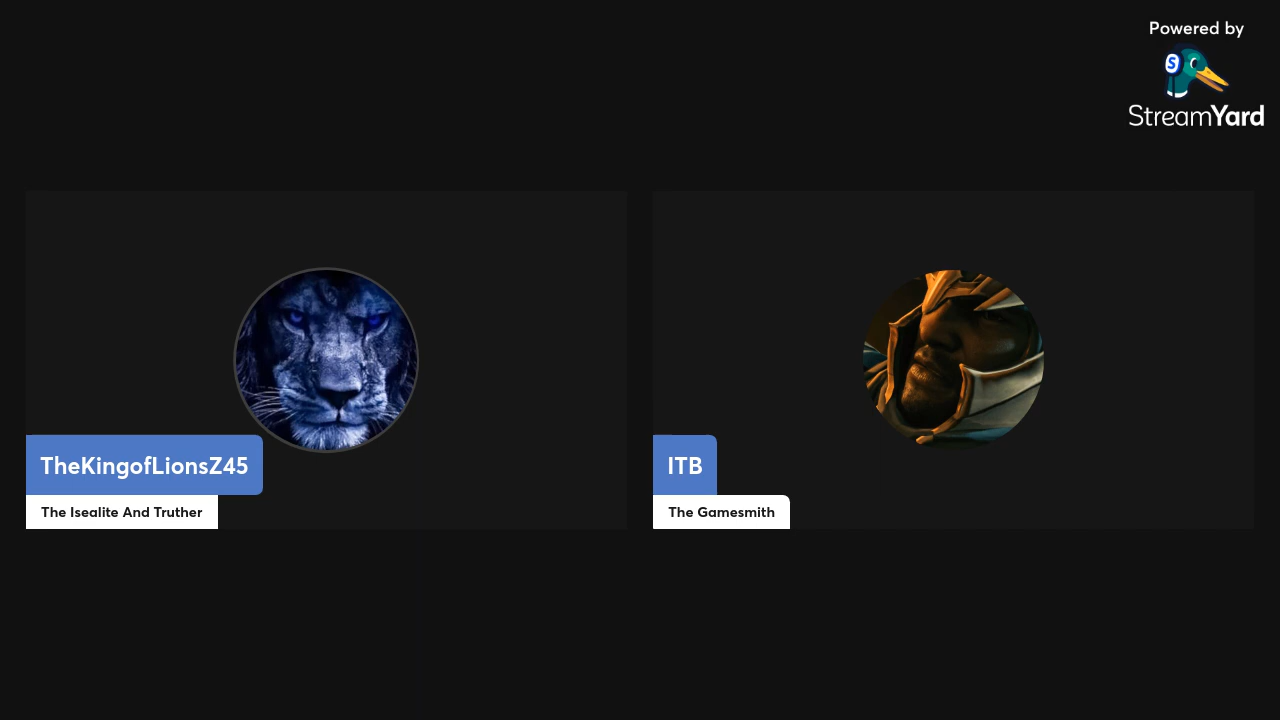 Powered by
S
StreamYard
TheKingofLionsZ45
The Isealite And Truther
ITB
The Gamesmith